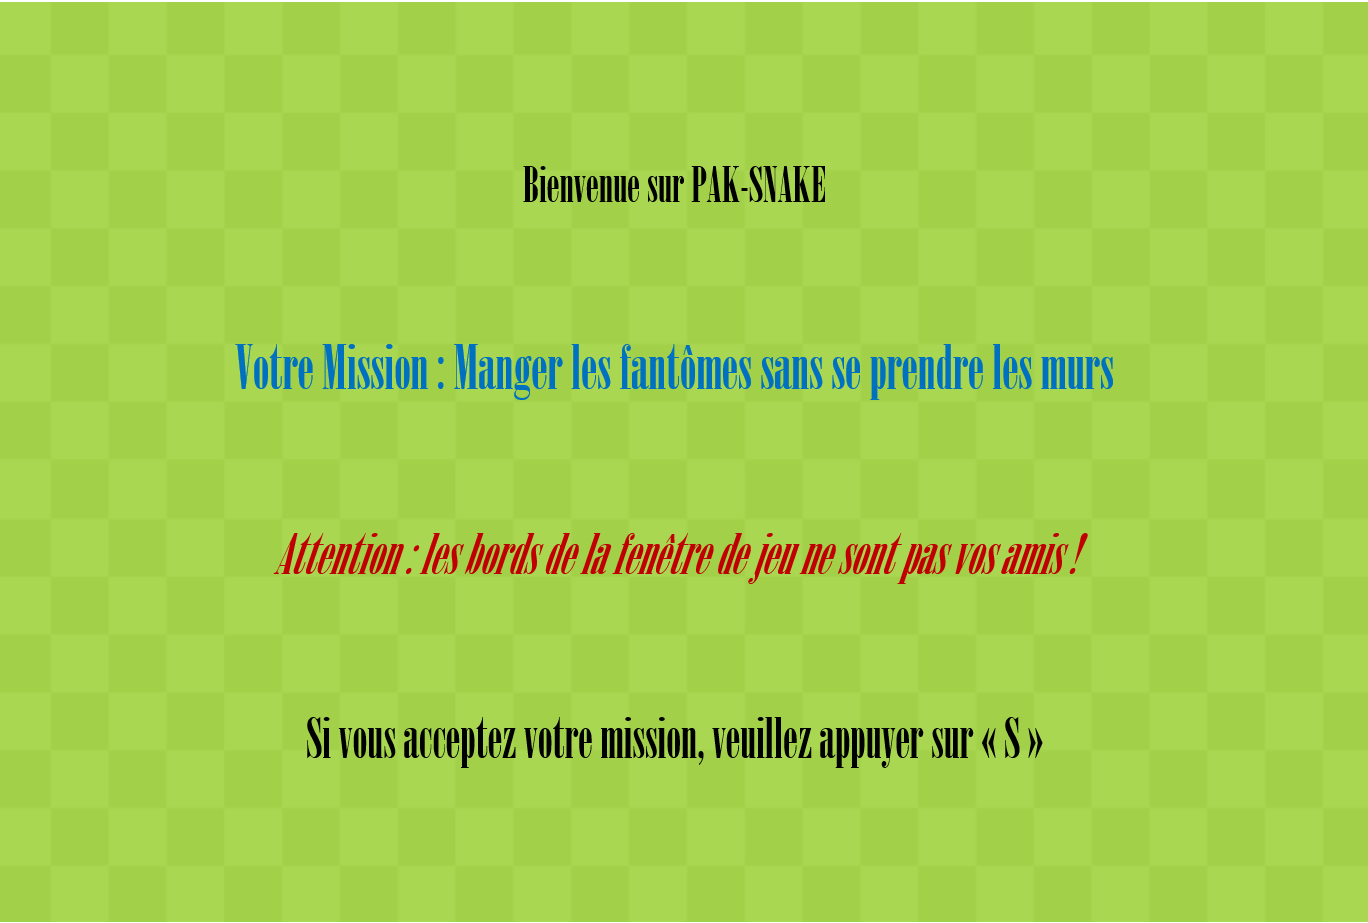 Bienvenue sur PAK-SNAKE
Votre Mission : Manger les fantômes sans se prendre les murs
Attention : les bords de la fenêtre de jeu ne sont pas vos amis !
Si vous acceptez votre mission, veuillez appuyer sur « S »